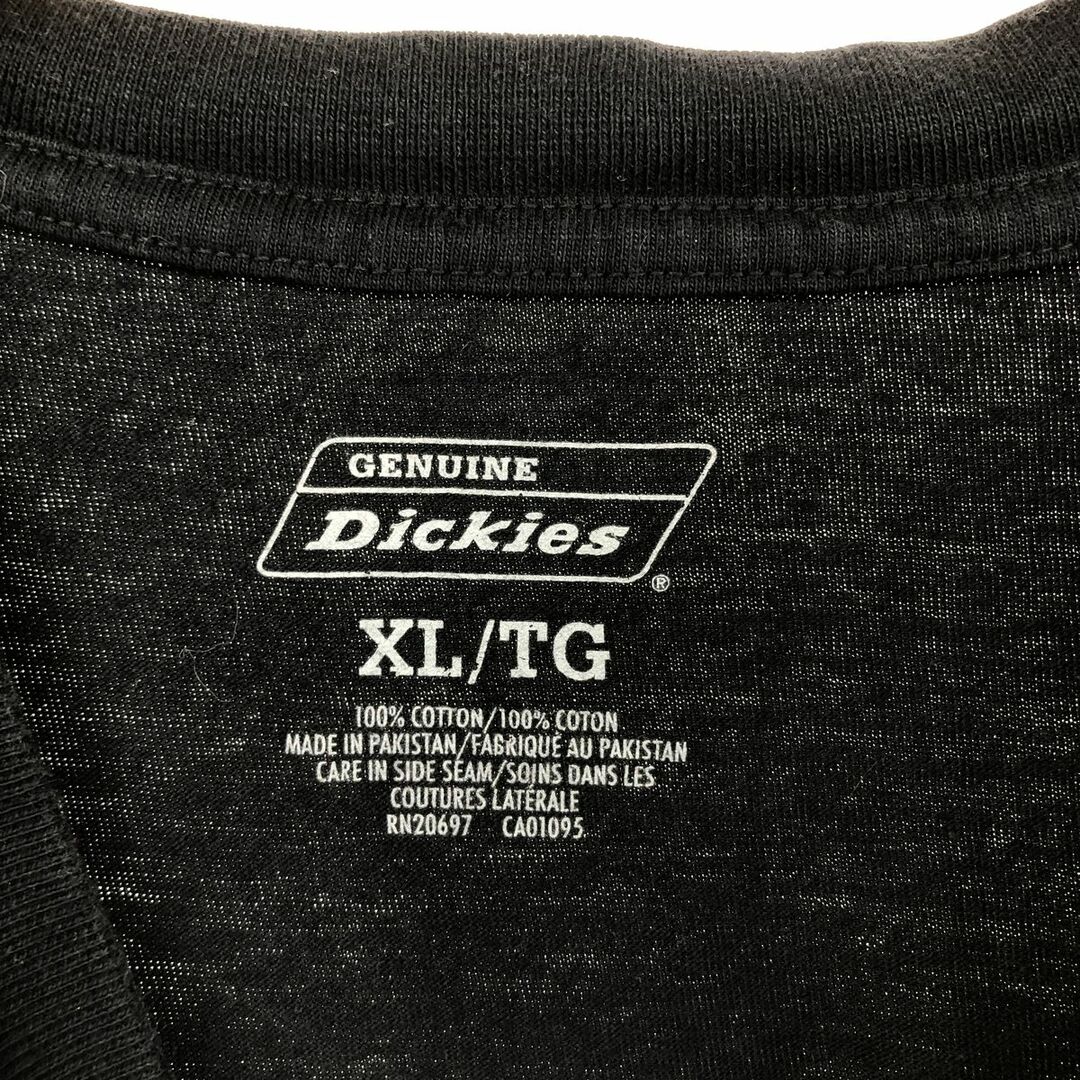 GENUINE
Dickies
®
XL/TG
100% COTTON/100% COTON
MADE IN PAKISTAN/FABRIQUÉ AU PAKISTAN
CARE IN SIDE SEAM/SOINS DANS LES
COUTURES LATÉRALE
RN20697 CA01095